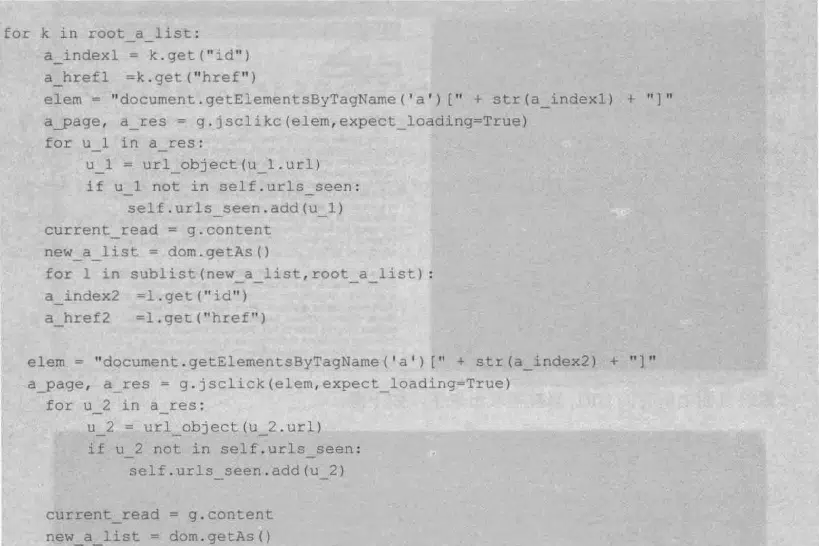 for k in root_a_list:
    a_index1 = k.get("id")
    a_href1 =k.get("href")
    elem = "document.getElementsByTagName('a')[" + str(a_index1) + "]"
    a_page, a_res = g.jsclikc(elem,expect_loading=True)
    for u_1 in a_res:
        u_1 = url_object(u_1.url)
        if u_1 not in self.urls_seen:
            self.urls_seen.add(u_1)
    current_read = g.content
    new_a_list = dom.getAs()
    for l in sublist(new_a_list,root_a_list):
    a_index2 =l.get("id")
    a_href2 =l.get("href")
  elem = "document.getElementsByTagName('a')[" + str(a_index2) + "]"
  a_page, a_res = g.jsclick(elem,expect_loading=True)
    for u_2 in a_res:
        u_2 = url_object(u_2.url)
        if u_2 not in self.urls_seen:
            self.urls_seen.add(u_2)
    current_read = g.content
    new_a_list = dom.getAs()